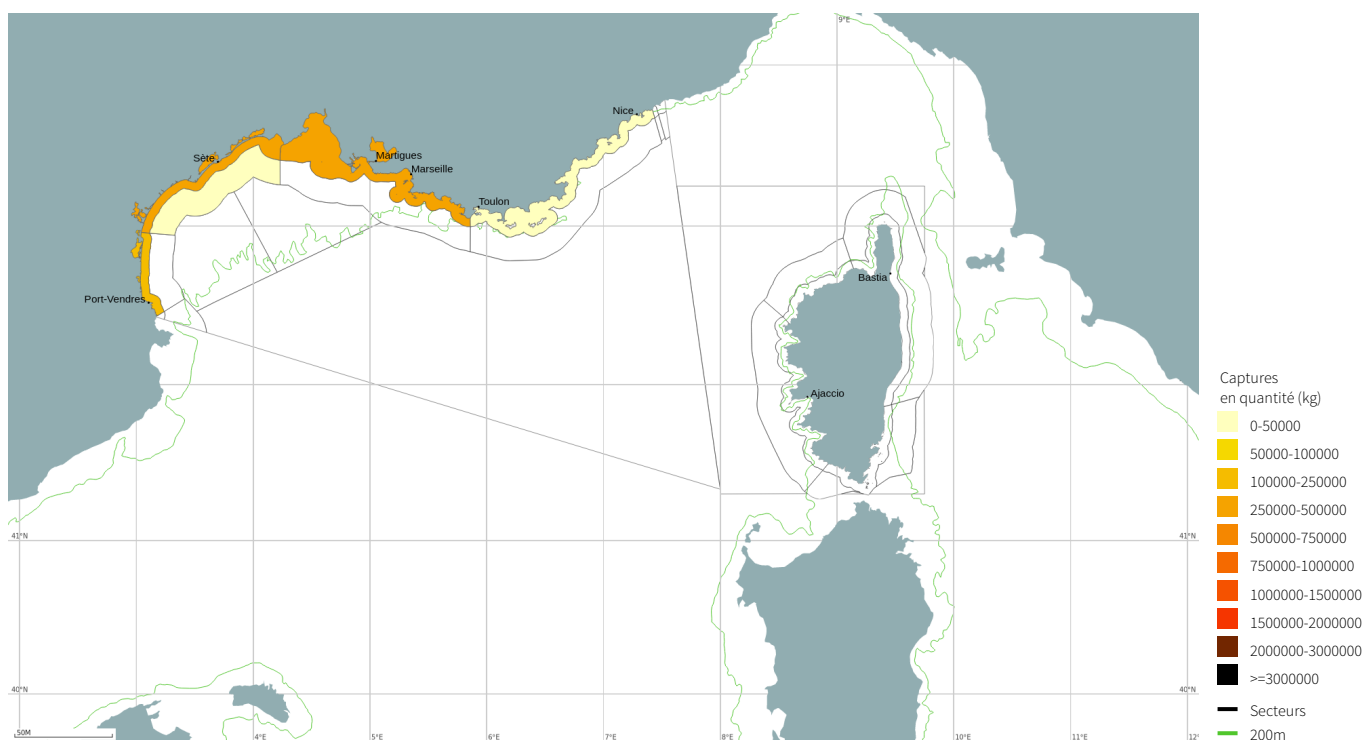 9°E
Nice
Sète
Martigues
Marseille
Toulon
Port-Vendres
Bastia
Ajaccio
41°N
41°N
40°N
40°N
50M
4°E
5°E
6°E
7°E
8°E
9°E
10°E
11°E
12°
Captures
en quantité (kg)
0-50000
50000-100000
100000-250000
250000-500000
500000-750000
750000-1000000
1000000-1500000
1500000-2000000
2000000-3000000
>=3000000
Secteurs
200m